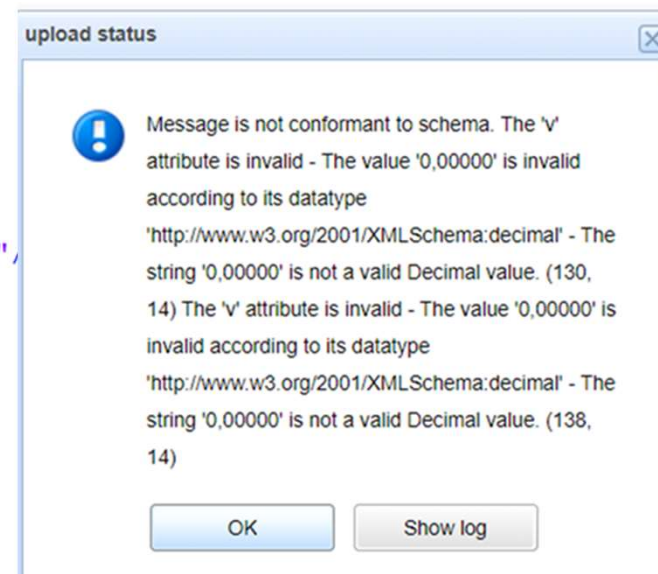 upload status
Message is not conformant to schema. The 'v'
attribute is invalid - The value '0,00000' is invalid
according to its datatype
'http://www.w3.org/2001/XMLSchema:decimal' - The
"/
string '0,00000' is not a valid Decimal value. (130,
14) The 'v' attribute is invalid - The value '0,00000' is
invalid according to its datatype
'http://www.w3.org/2001/XMLSchema:decimal' - The
string '0,00000' is not a valid Decimal value. (138,
14)
OK
Show log